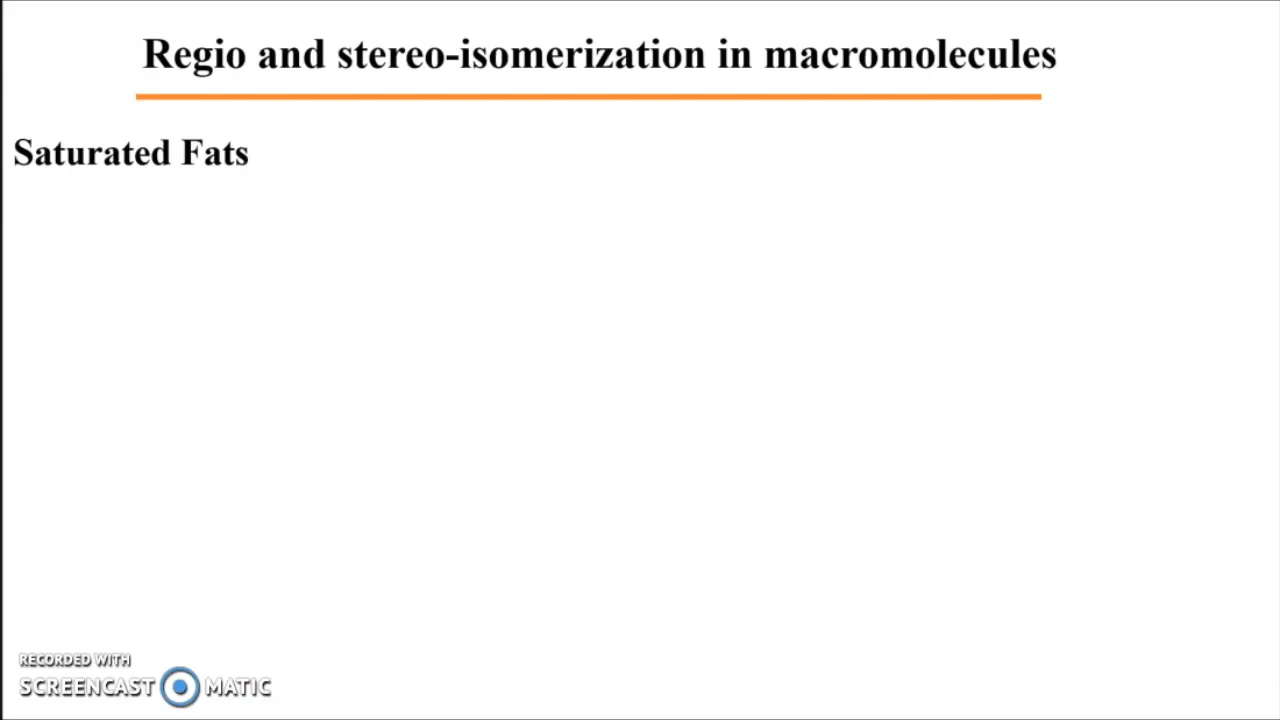 Regio and stereo-isomerization in macromolecules
Saturated Fats
RECORDED WITH
SCREENCAST MATIC